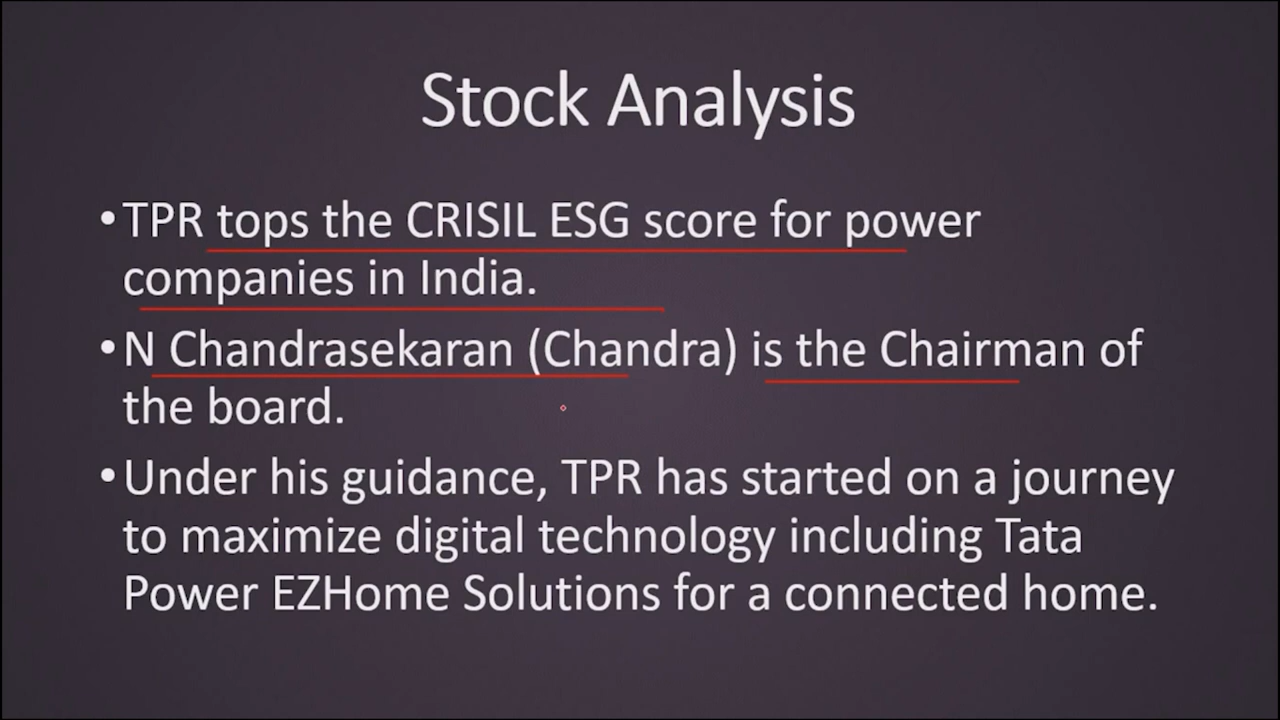 Stock Analysis
•TPR tops the CRISIL ESG score for power
companies in India.
•N Chandrasekaran (Chandra) is the Chairman of
the board.
•Under his guidance, TPR has started on a journey
to maximize digital technology including Tata
Power EZHome Solutions for a connected home.